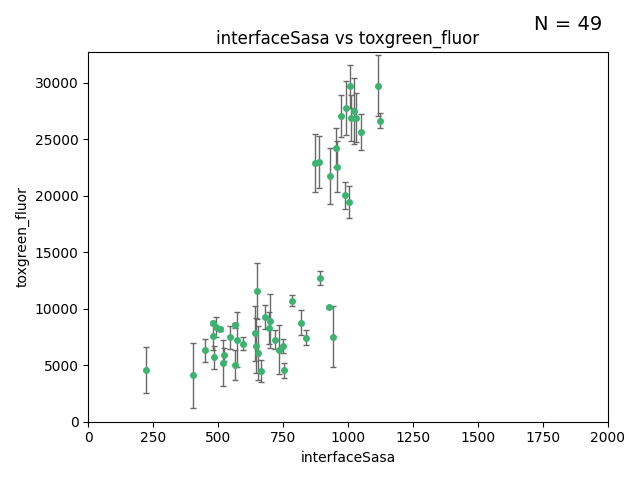 N = 49
interfaceSasa vs toxgreen_fluor
30000
25000
20000
15000
10000
5000
0
toxgreen_fluor
0 250 500 750 1000 1250 1500 1750 2000
interfaceSasa